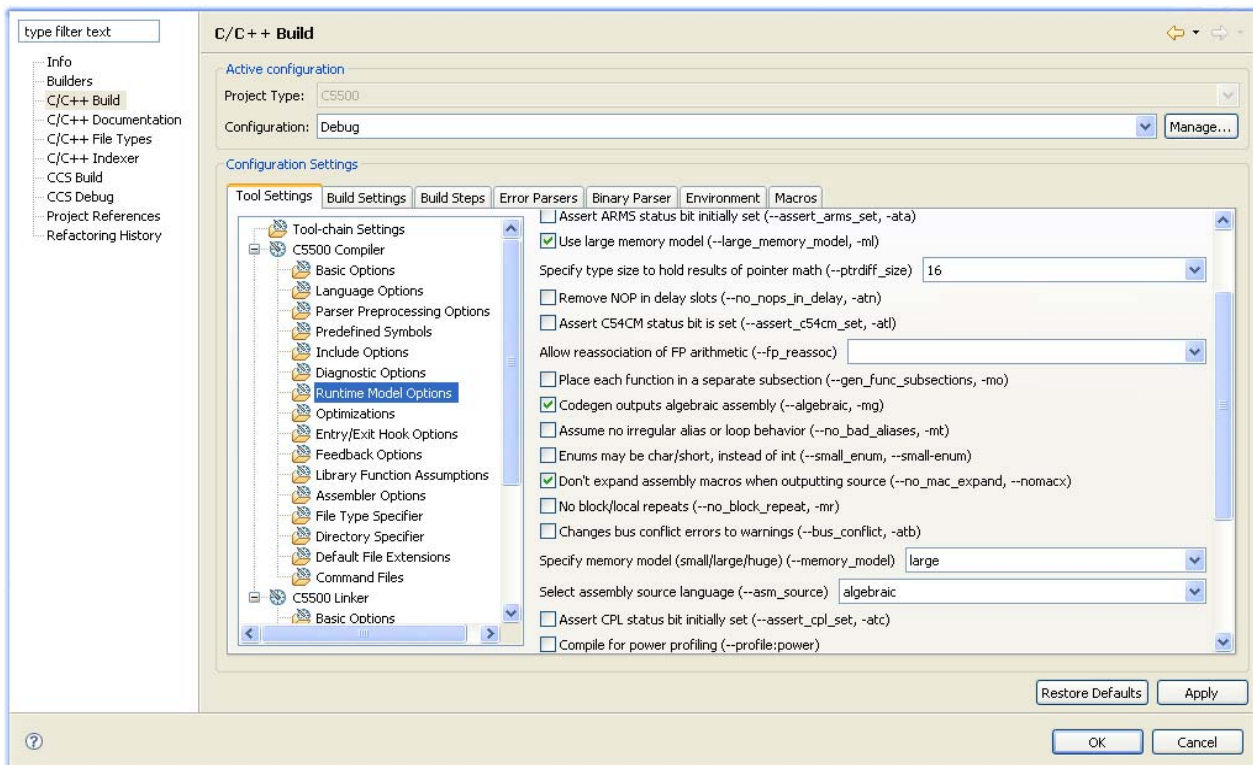 type filter text
Info
Builders
C/C++ Build
C/C++ Documentation
C/C++ File Types
C/C++ Indexer
CCS Build
CCS Debug
Project References
Refactoring History
C/C++ Build
Active configuration
Project Type: C5500
Configuration: Debug
Manage...
Configuration Settings
Tool Settings Build Settings Build Steps Error Parsers Binary Parser Environment Macros
Tool-chain Settings
C5500 Compiler
Basic Options
Language Options
Parser Preprocessing Options
Predefined Symbols
Include Options
Diagnostic Options
Runtime Model Options
Optimizations
Entry/Exit Hook Options
Feedback Options
Library Function Assumptions
Assembler Options
File Type Specifier
Directory Specifier
Default File Extensions
Command Files
C5500 Linker
Basic Options
Assert ARMS status bit initially set (--assert_arms_set, -ata)
Use large memory model (--large_memory_model, -ml)
Specify type size to hold results of pointer math (--ptrdiff_size) 16
Remove NOP in delay slots (--no_nops_in_delay, -atn)
Assert C54CM status bit is set (--assert_c54cm_set, -atl)
Allow reassociation of FP arithmetic (--fp_reassoc)
Place each function in a separate subsection (--gen_func_subsections, -mo)
Codegen outputs algebraic assembly (--algebraic, -mg)
Assume no irregular alias or loop behavior (--no_bad_aliases, -mt)
Enums may be char/short, instead of int (--small_enum, --small-enum)
Don't expand assembly macros when outputting source (--no_mac_expand, --nomacx)
No block/local repeats (--no_block_repeat, -mr)
Changes bus conflict errors to warnings (--bus_conflict, -atb)
Specify memory model (small/large/huge) (--memory_model) large
Select assembly source language (--asm_source) algebraic
Assert CPL status bit initially set (--assert_cpl_set, -atc)
Compile for power profiling (--profile:power)
Restore Defaults Apply
? OK Cancel